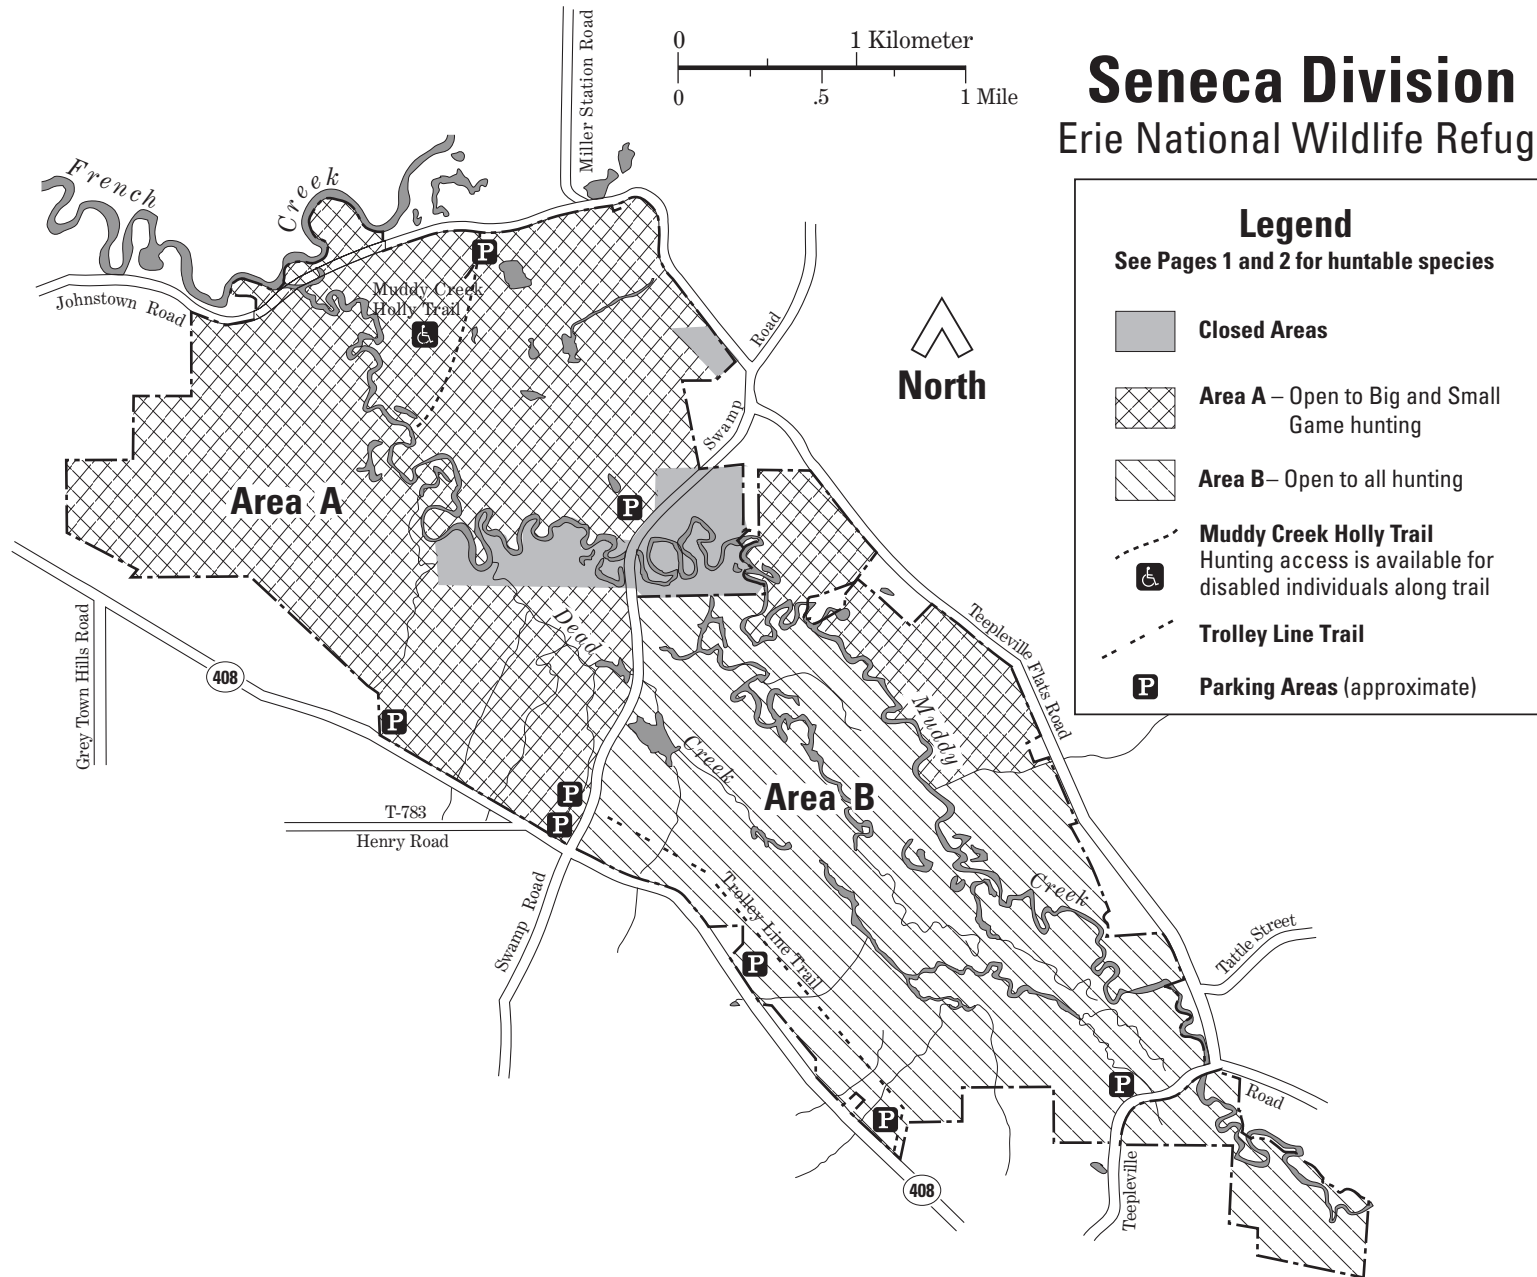 0 1 Kilometer
0 .5 1 Mile
Seneca Division
Erie National Wildlife Refug
Legend
See Pages 1 and 2 for huntable species
Closed Areas
Area A – Open to Big and Small
Game hunting
Area B– Open to all hunting
Muddy Creek Holly Trail
Hunting access is available for
disabled individuals along trail
Trolley Line Trail
P Parking Areas (approximate)
North
Miller Station Road
French
Creek
Johnstown Road
P
Muddy Creek
Holly Trail
Road
Swamp
Area A
P
Dead
Creek
Grey Town Hills Road
408
P
T-783
Henry Road
P
P
Swamp Road
Teepleville Flats Road
Muddy
Creek
Area B
Trolley Line Trail
P
P
P
Tattle Street
Road
Teepleville
408